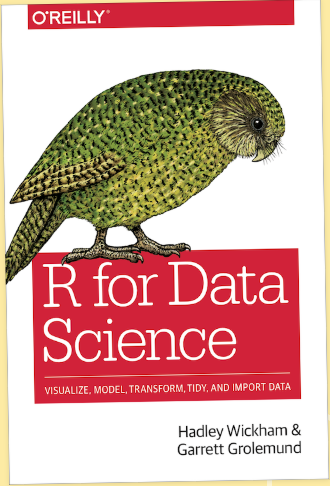 O'REILLY®
R for Data
Science
VISUALIZE, MODEL, TRANSFORM, TIDY, AND IMPORT DATA
Hadley Wickham &
Garrett Grolemund